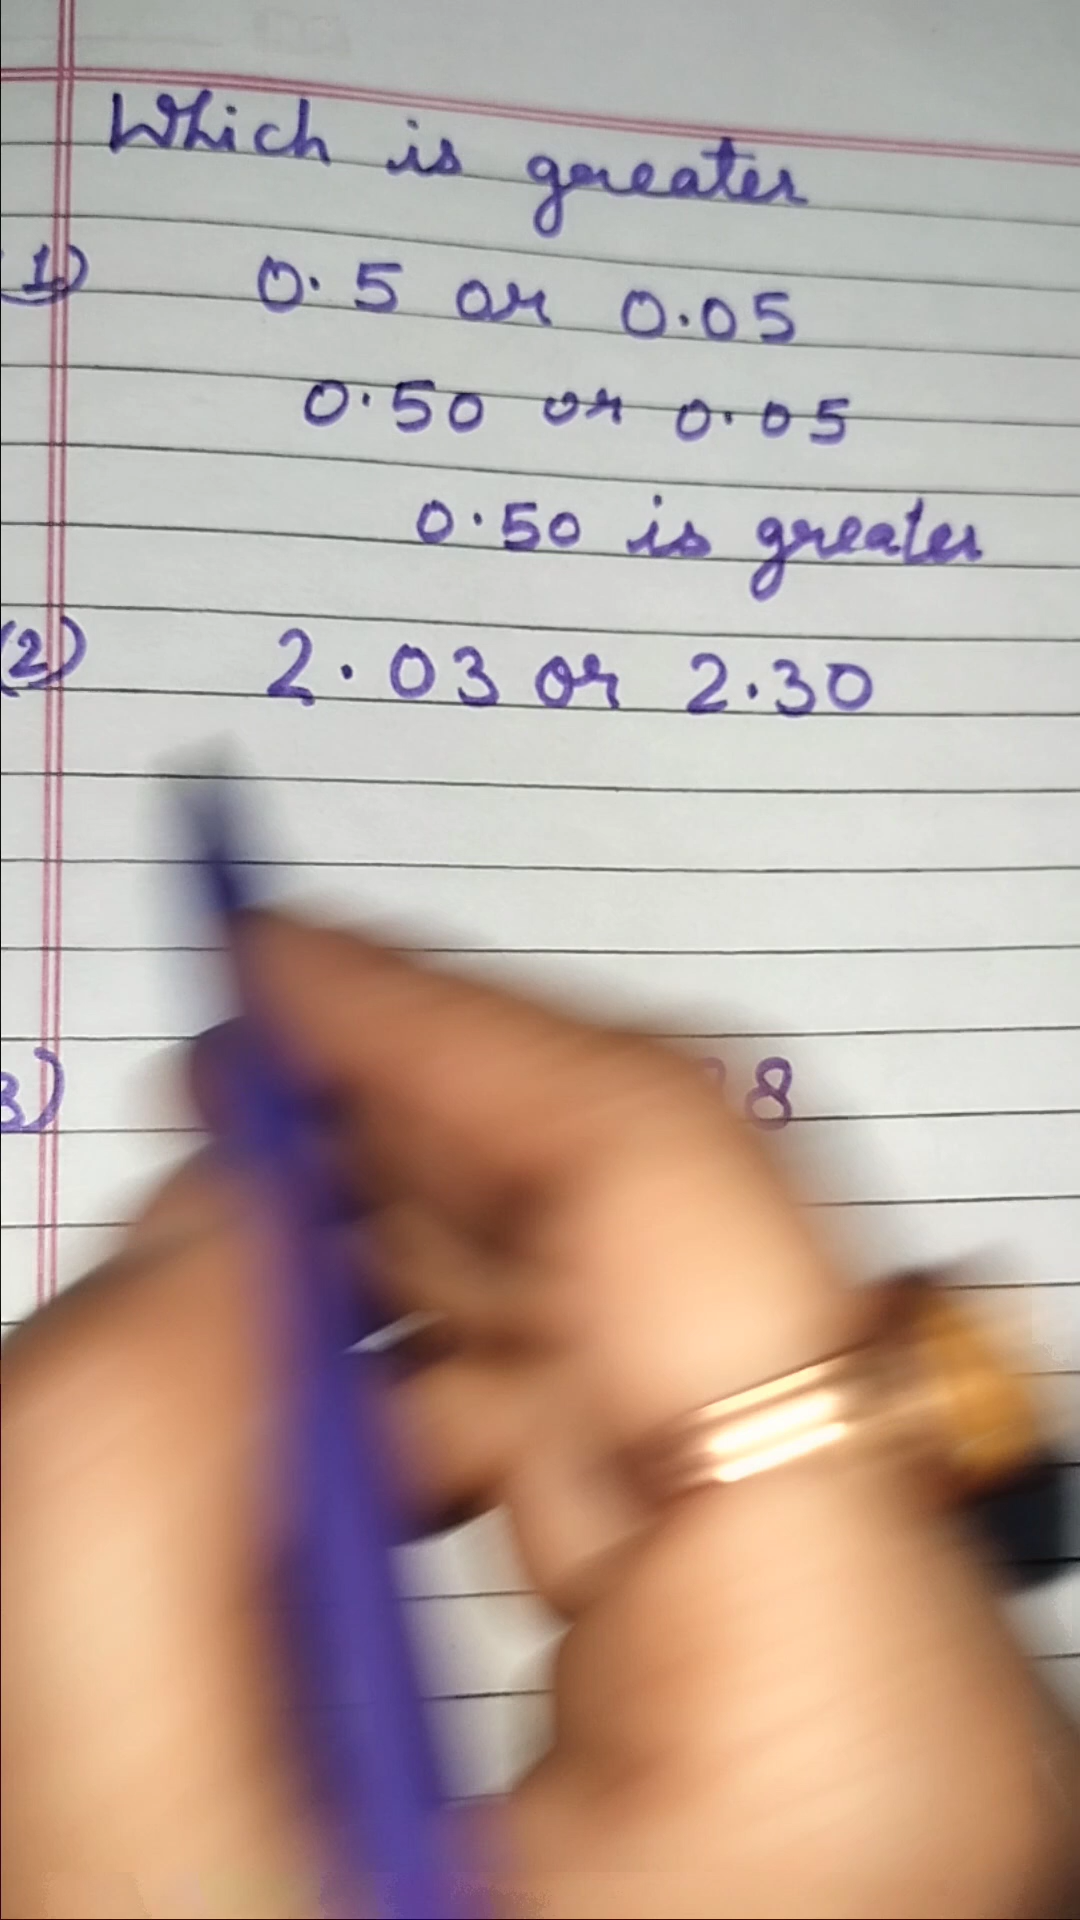 Which is greater
1) 0.5 or 0.05
0.50 or 0.05
0.50 is greater
(2) 2.03 or 2.30
3) 8